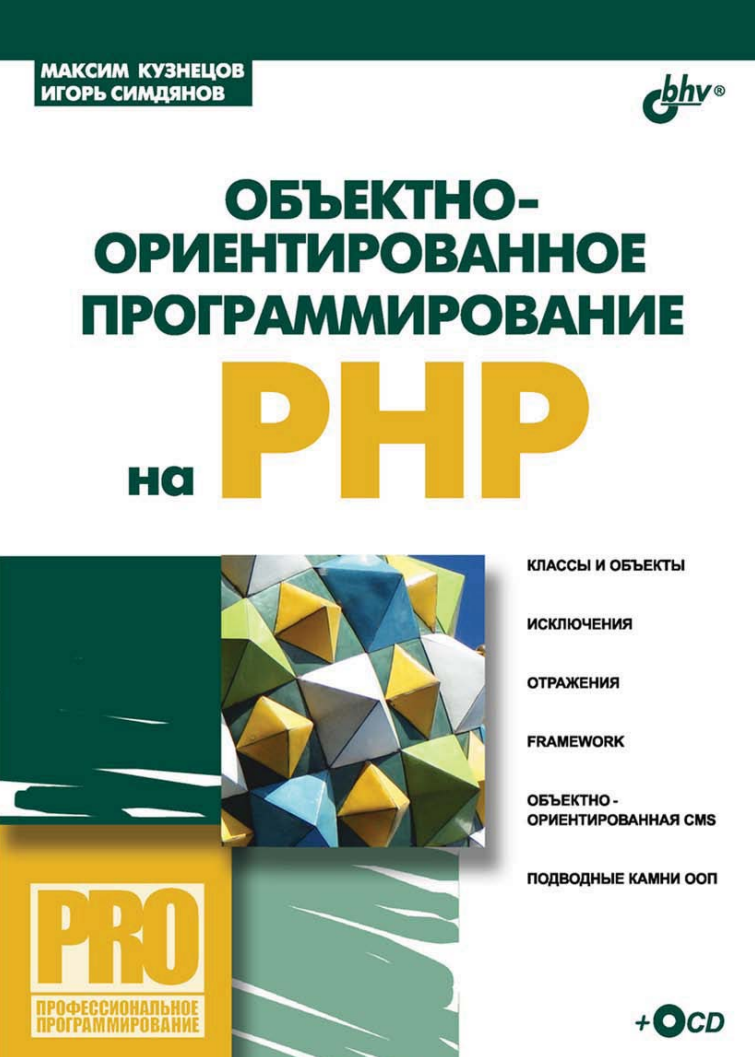 МАКСИМ КУЗНЕЦОВ
ИГОРЬ СИМДЯНОВ
bhv®
ОБЪЕКТНО-
ОРИЕНТИРОВАННОЕ
ПРОГРАММИРОВАНИЕ
на PHP
КЛАССЫ И ОБЪЕКТЫ
ИСКЛЮЧЕНИЯ
ОТРАЖЕНИЯ
FRAMEWORK
ОБЪЕКТНО-
ОРИЕНТИРОВАННАЯ CMS
ПОДВОДНЫЕ КАМНИ ООП
PRO
ПРОФЕССИОНАЛЬНОЕ
ПРОГРАММИРОВАНИЕ
+CD